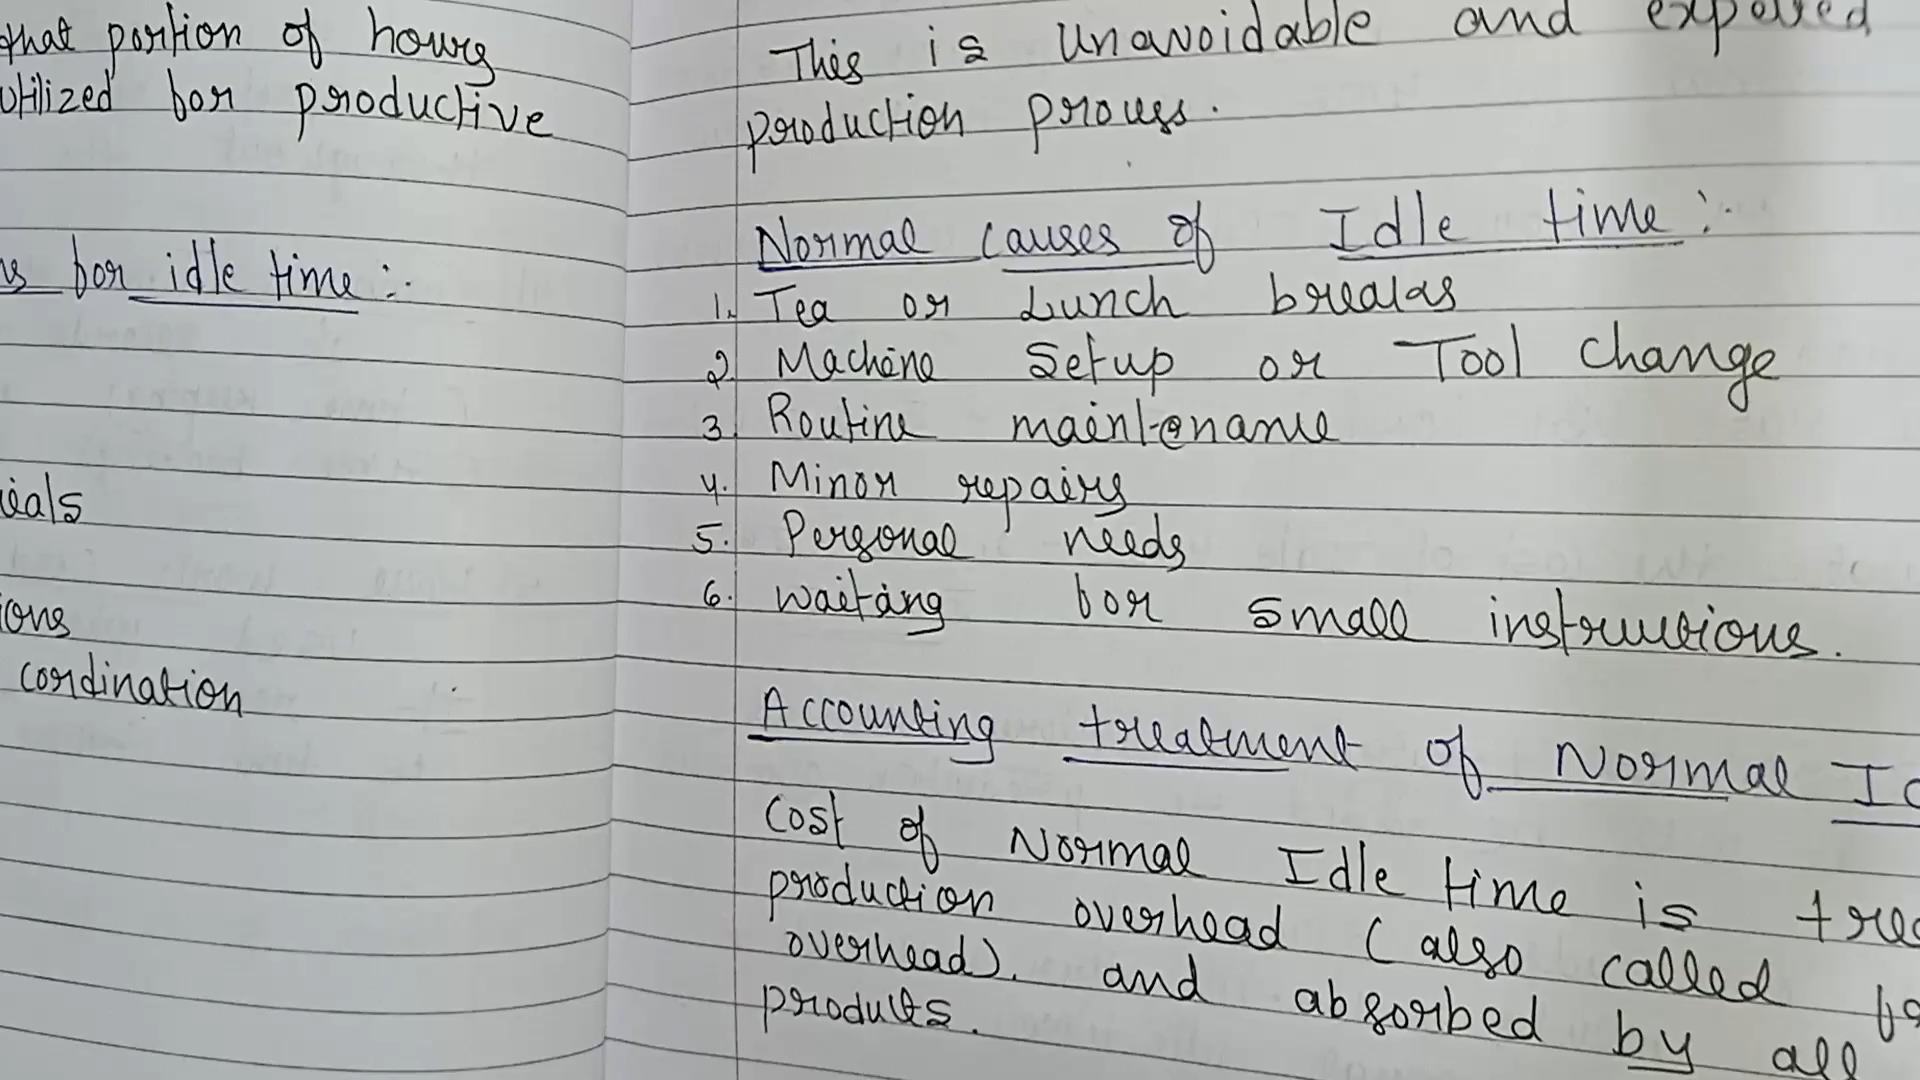 that portion of hours
utilized for productive
for idle time :-
cordination
This is Unavoidable and expected
production process.
Normal causes of Idle time :-
1. Tea or Lunch breaks
2. Machine Setup or Tool change
3. Routine maintenance
4. Minor repairs
5. Personal needs
6. waiting for small instructions.
Accounting treatment of Normal
Cost of Normal Idle time is
production overhead (also called
overhead). and absorbed by all
products.